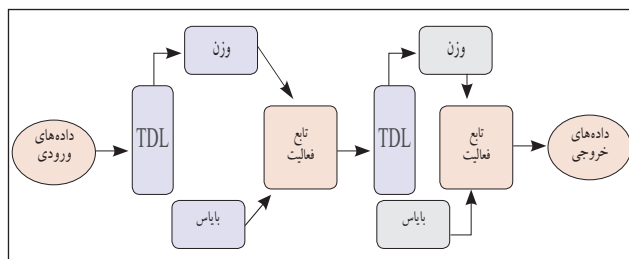 وزن
وزن
داده‌های
ورودی
TDL
تابع
فعالیت
TDL
تابع
فعالیت
داده‌های
خروجی
بایاس
بایاس